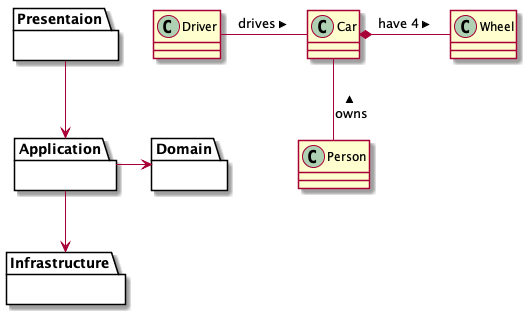 Presentaion
C Driver
drives ▶
C Car
have 4 ▶
C Wheel
▲
owns
Application
Domain
C Person
Infrastructure